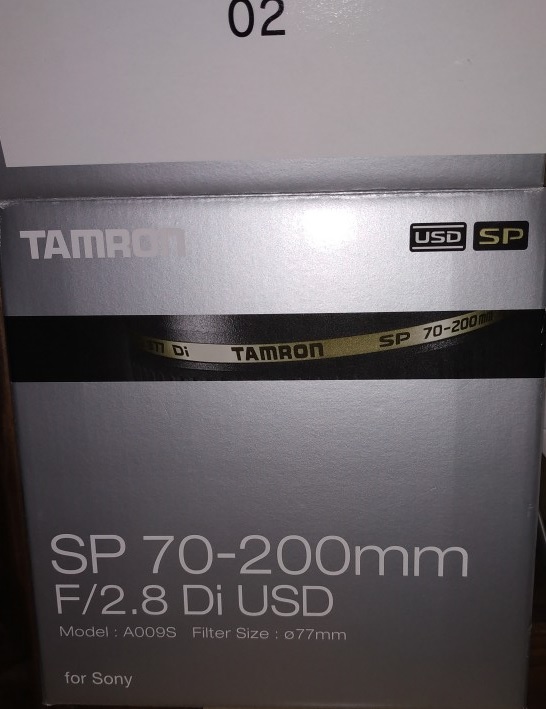 02
TAMRON
USD SP
Di TAMRON SP 70-200mm
SP 70-200mm
F/2.8 Di USD
Model : A009S Filter Size : ø77mm
for Sony